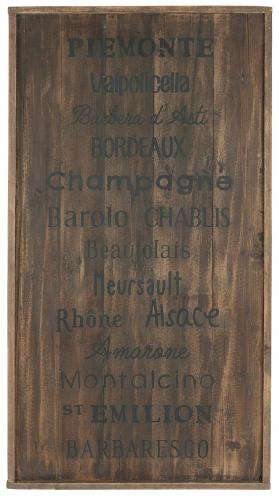 PIEMONTE
Valpolicella
Barbera d'Asti
BORDEAUX
Champagne
Barolo CHABLIS
Beaujolais
Meursault
Rhône Alsace
Amarone
Montalcino
ST EMILION
BARBARESCO